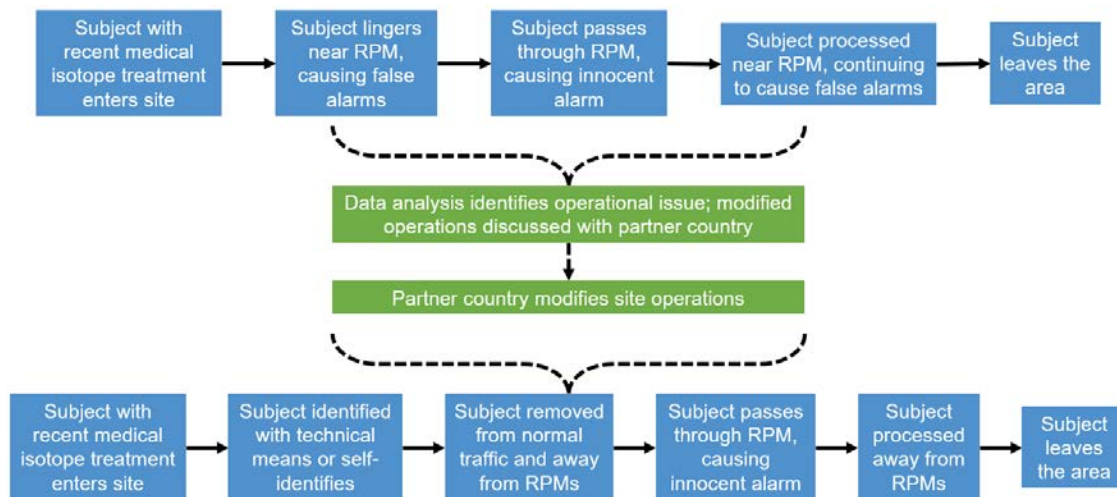 Subject with
recent medical
isotope treatment
enters site
Subject lingers
near RPM,
causing false
alarms
Subject passes
through RPM,
causing innocent
alarm
Subject processed
near RPM, continuing
to cause false alarms
Subject
leaves the
area
Data analysis identifies operational issue; modified
operations discussed with partner country
Partner country modifies site operations
Subject with
recent medical
isotope treatment
enters site
Subject identified
with technical
means or self-
identifies
Subject removed
from normal
traffic and away
from RPMs
Subject passes
through RPM,
causing
innocent alarm
Subject
processed
away from
RPMs
Subject
leaves
the area